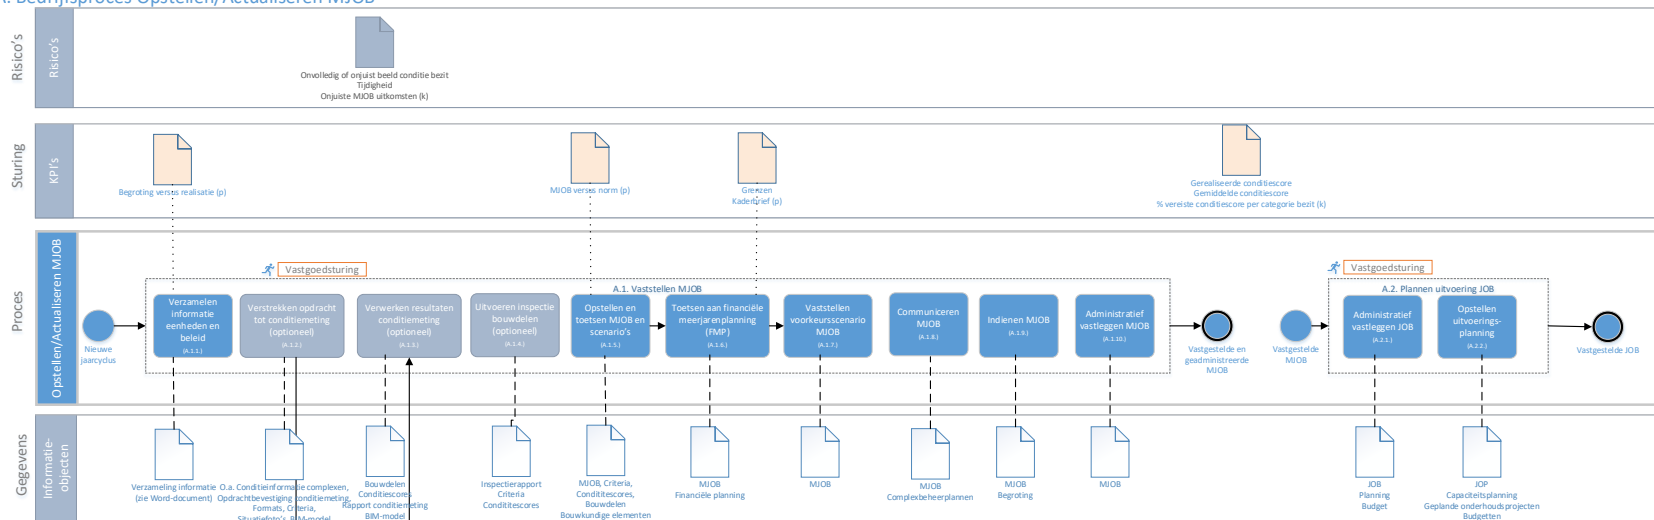 A. Bedrijfsproces Opstellen/Actualiseren MJOB
Risico's
Risico's
Onvolledig of onjuist beeld conditie bezit
Tijdigheid
Onjuiste MJOB uitkomsten (k)
Sturing
KPI's
Begroting versus realisatie (p)
MJOB versus norm (p)
Grenzen
Kaderbrief (p)
Gerealiseerde conditiescore
Gemiddelde conditiescore
% vereiste conditiescore per categorie bezit (k)
Proces
Opstellen/Actualiseren MJOB
Nieuwe
jaarcyclus
Vastgoedsturing
A.1. Vaststellen MJOB
Verzamelen
informatie
eenheden en
beleid
(A.1.1.)
Verstrekken opdracht
tot conditiemeting
(optioneel)
(A.1.2.)
Verwerken resultaten
conditiemeting
(optioneel)
(A.1.3.)
Uitvoeren inspectie
bouwdelen
(optioneel)
(A.1.4.)
Opstellen en
toetsen MJOB en
scenario's
(A.1.5.)
Toetsen aan financiële
meerjarenplanning
(FMP)
(A.1.6.)
Vaststellen
voorkeursscenario
MJOB
(A.1.7.)
Communiceren
MJOB
(A.1.8.)
Indienen MJOB
(A.1.9.)
Administratief
vastleggen MJOB
(A.1.10.)
Vastgestelde en
geadministreerde
MJOB
Vastgestelde
MJOB
Vastgoedsturing
A.2. Plannen uitvoering JOB
Administratief
vastleggen JOB
(A.2.1.)
Opstellen
uitvoerings-
planning
(A.2.2.)
Vastgestelde JOB
Gegevens
Informatie-
objecten
Verzameling informatie
(zie Word-document)
O.a. Conditieinformatie complexen,
Opdrachtbevestiging conditiemeting,
Formats, Criteria,
Situatiefoto's, BIM-model
Bouwdelen
Conditiescores
Rapport conditiemeting
BIM-model
Inspectierapport
Criteria
Condititescores
MJOB, Criteria,
Condititescores,
Bouwdelen
Bouwkundige elementen
MJOB
Financiële planning
MJOB
MJOB
Complexbeheerplannen
MJOB
Begroting
MJOB
JOB
Planning
Budget
JOP
Capaciteitsplanning
Geplande onderhoudsprojecten
Budgetten